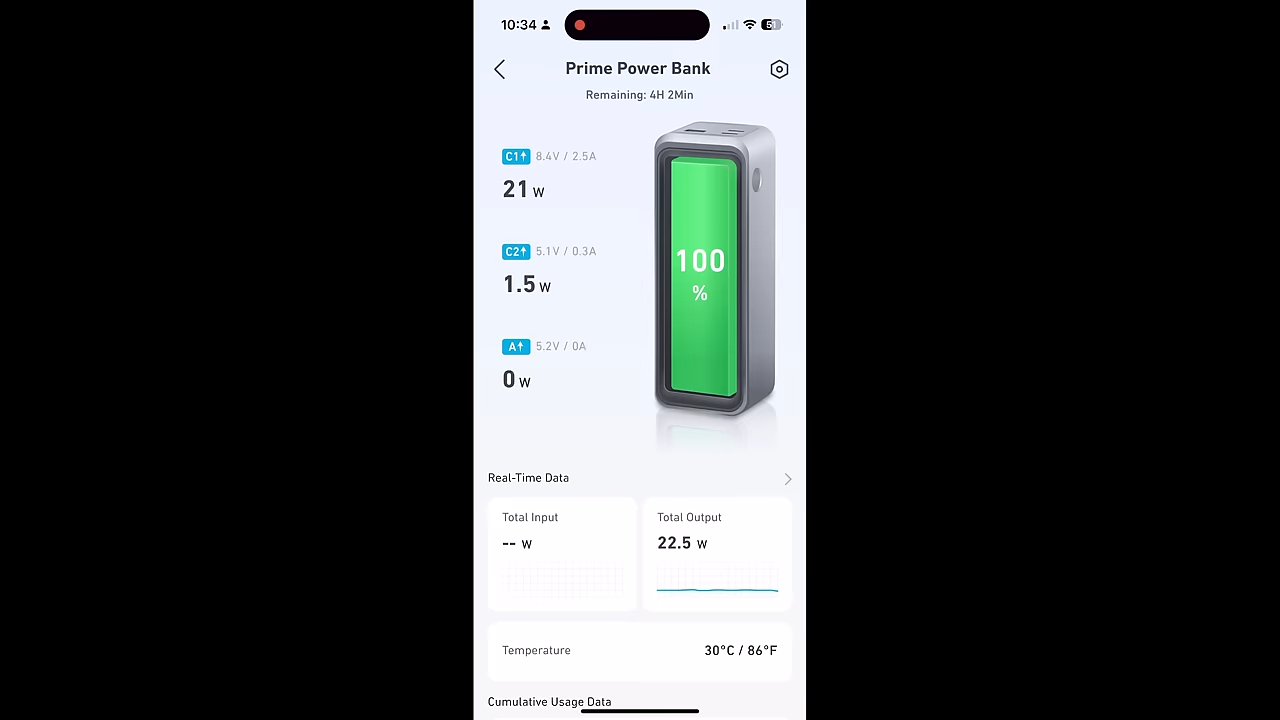 10:34
51
Prime Power Bank
Remaining: 4H 2Min
C1↑ 8.4V / 2.5A
21 W
C2↑ 5.1V / 0.3A
1.5 W
A↑ 5.2V / 0A
0 W
100
%
Real-Time Data
Total Input
-- W
Total Output
22.5 W
Temperature
30°C / 86°F
Cumulative Usage Data